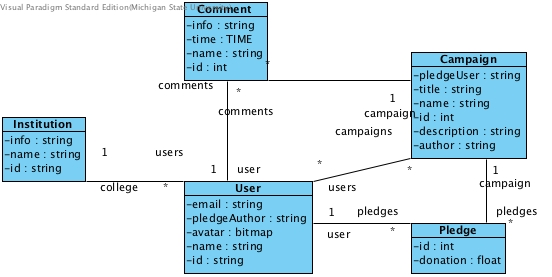 Visual Paradigm Standard Edition(Michigan State
Comment
-info : string
-time : TIME
-name : string
-id : int
*
comments
*
comments
Campaign
-pledgeUser : string
-title : string
-name : string
-id : int
-description : string
-author : string
1
campaign
campaigns
*
Institution
-info : string
-name : string
-id : string
1
users
college
*
1
user
*
users
User
-email : string
-pledgeAuthor : string
-avatar : bitmap
-name : string
-id : string
1
pledges
user
*
1
campaign
pledges
*
Pledge
-id : int
-donation : float